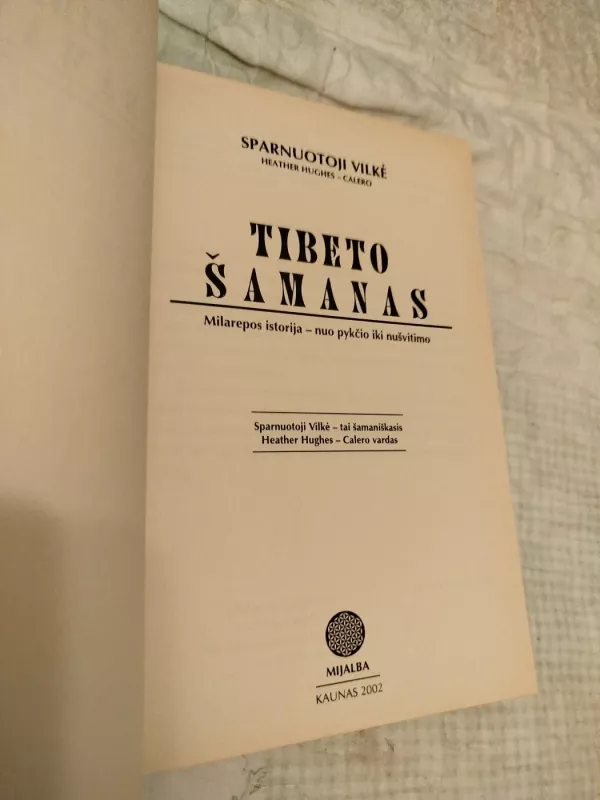 SPARNUOTOJI VILKĖ
HEATHER HUGHES – CALERO
TIBETO
ŠAMANAS
Milarepos istorija – nuo pykčio iki nušvitimo
Sparnuotoji Vilkė – tai šamaniškasis
Heather Hughes – Calero vardas
MIJALBA
KAUNAS 2002